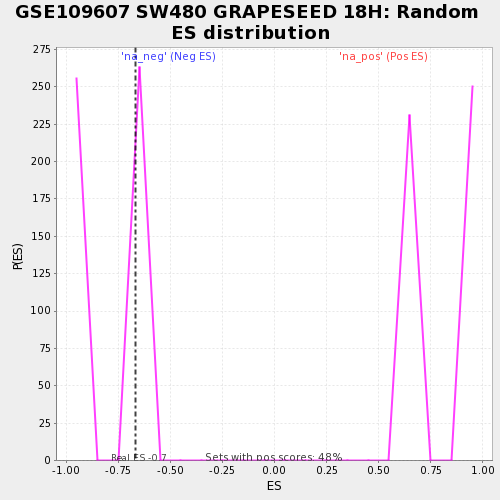 GSE109607 SW480 GRAPESEED 18H: Random
ES distribution
'na_neg' (Neg ES)
'na_pos' (Pos ES)
P(ES)
275
250
225
200
175
150
125
100
75
50
25
0
Real ES -0.7
Sets with pos scores: 48%
-1.00 -0.75 -0.50 -0.25 0.00 0.25 0.50 0.75 1.00
ES